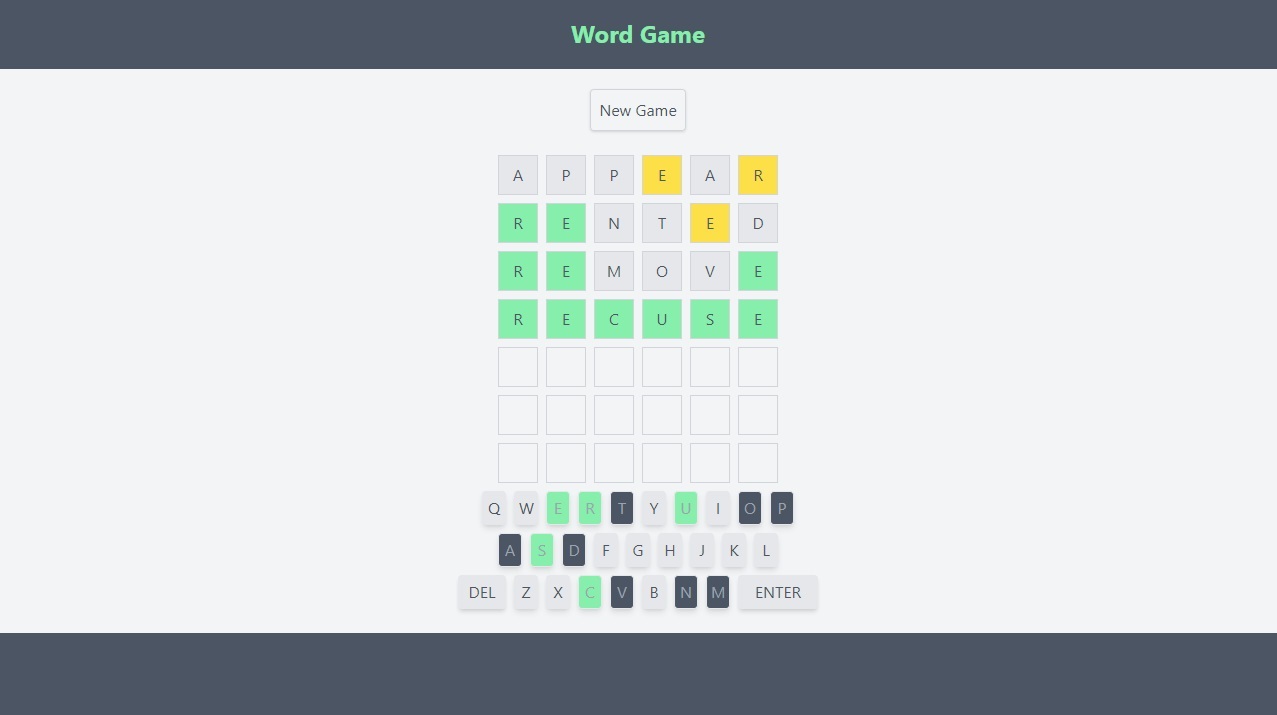 Word Game
New Game
A P P E A R
R E N T E D
R E M O V E
R E C U S E
Q W E R T Y U I O P
A S D F G H J K L
DEL Z X C V B N M ENTER